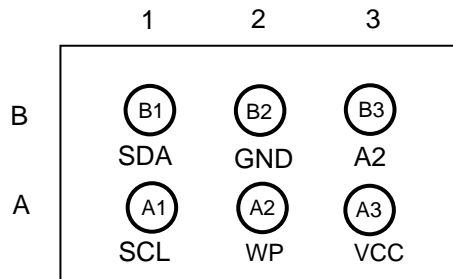 1 2 3
B B1 B2 B3
SDA GND A2
A A1 A2 A3
SCL WP VCC